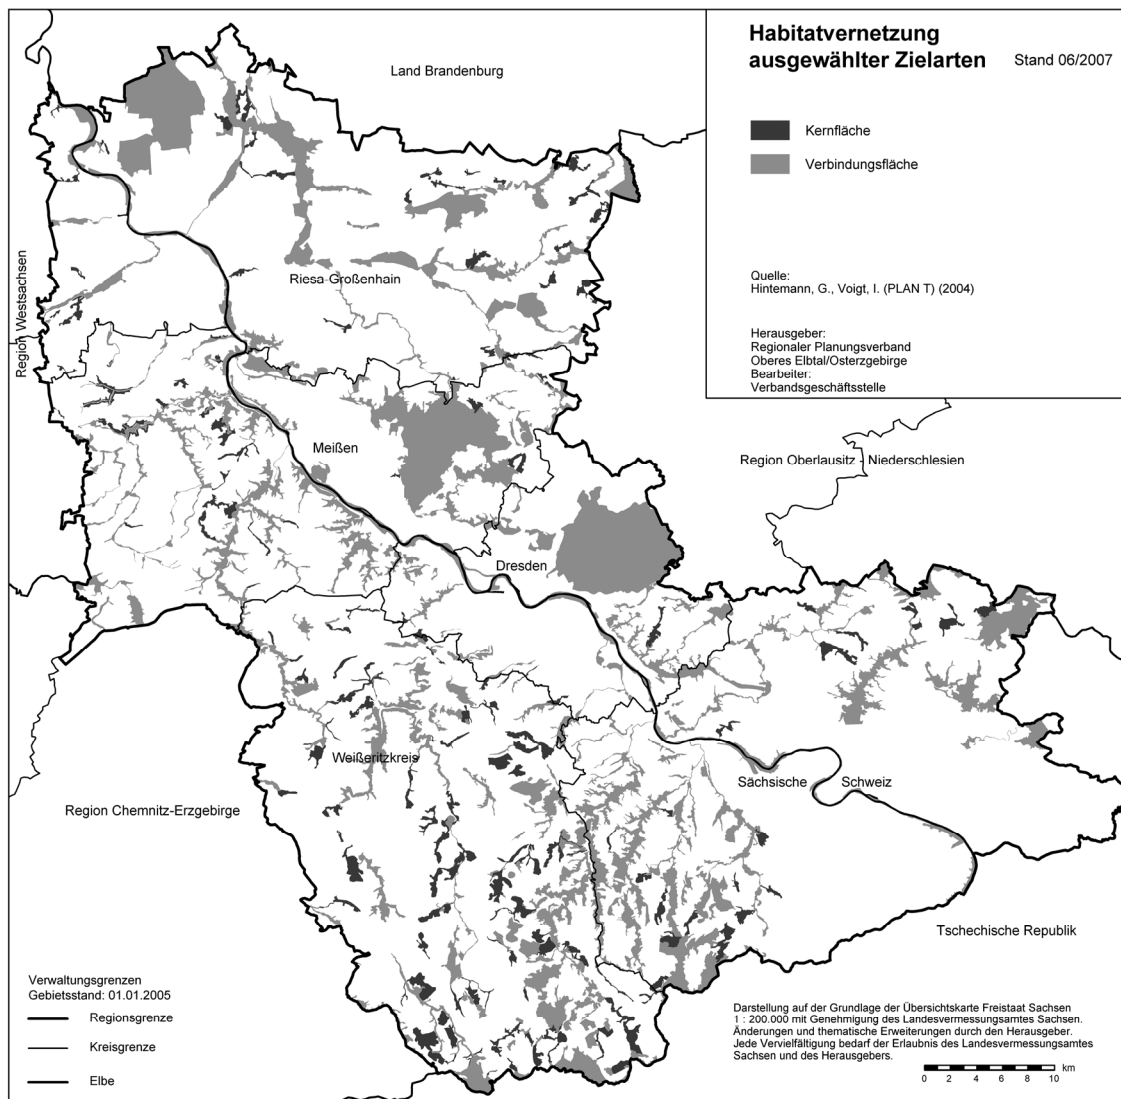 Habitatvernetzung
ausgewählter Zielarten
Stand 06/2007
Kernfläche
Verbindungsfläche
Quelle:
Hintemann, G., Voigt, I. (PLAN T) (2004)
Herausgeber:
Regionaler Planungsverband
Oberes Elbtal/Osterzgebirge
Bearbeiter:
Verbandsgeschäftsstelle
Land Brandenburg
Region Westsachsen
Riesa-Großenhain
Meißen
Region Oberlausitz - Niederschlesien
Dresden
Weißeritzkreis
Sächsische Schweiz
Region Chemnitz-Erzgebirge
Tschechische Republik
Verwaltungsgrenzen
Gebietsstand: 01.01.2005
Regionsgrenze
Kreisgrenze
Elbe
Darstellung auf der Grundlage der Übersichtskarte Freistaat Sachsen
1 : 200.000 mit Genehmigung des Landesvermessungsamtes Sachsen.
Änderungen und thematische Erweiterungen durch den Herausgeber.
Jede Vervielfältigung bedarf der Erlaubnis des Landesvermessungsamtes
Sachsen und des Herausgebers.
km
0 2 4 6 8 10